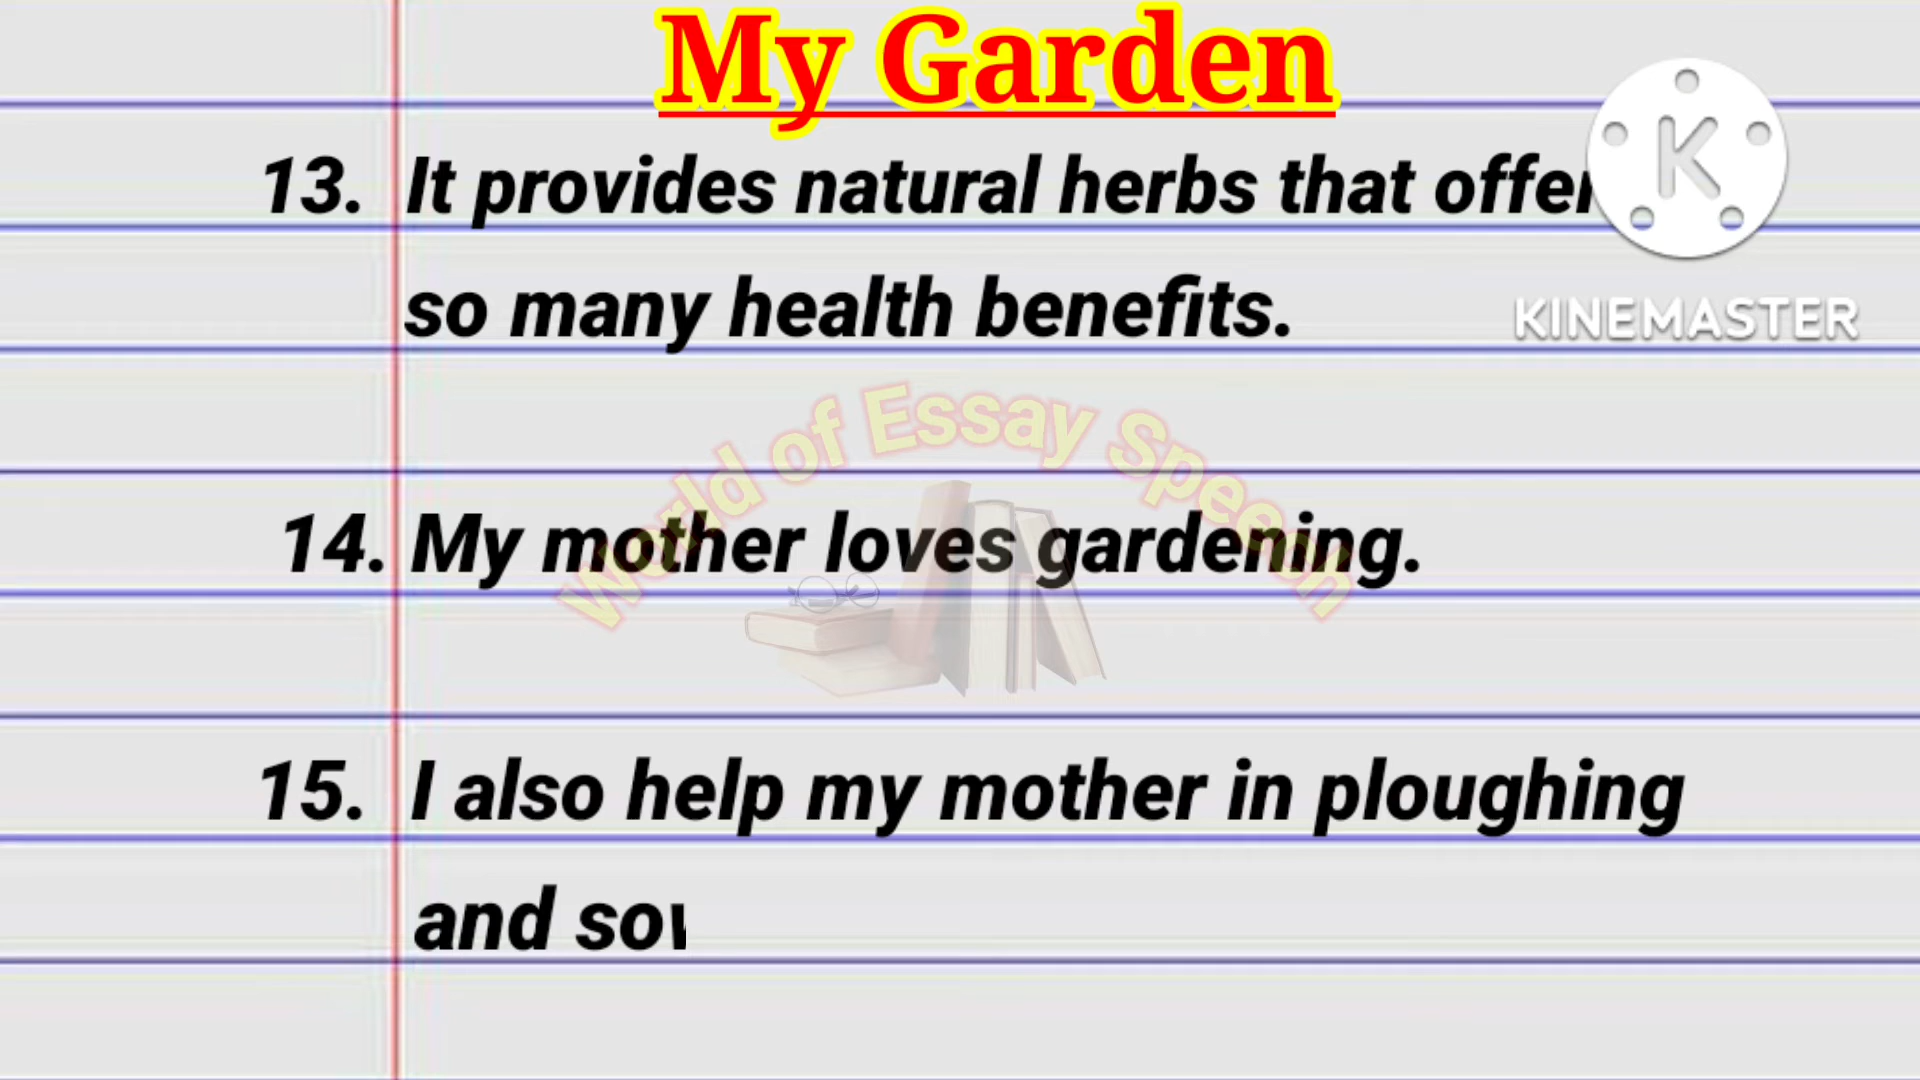 My Garden
13. It provides natural herbs that offer
so many health benefits.
14. My mother loves gardening.
15. I also help my mother in ploughing
and
KINEMASTER
World of Essay Speech